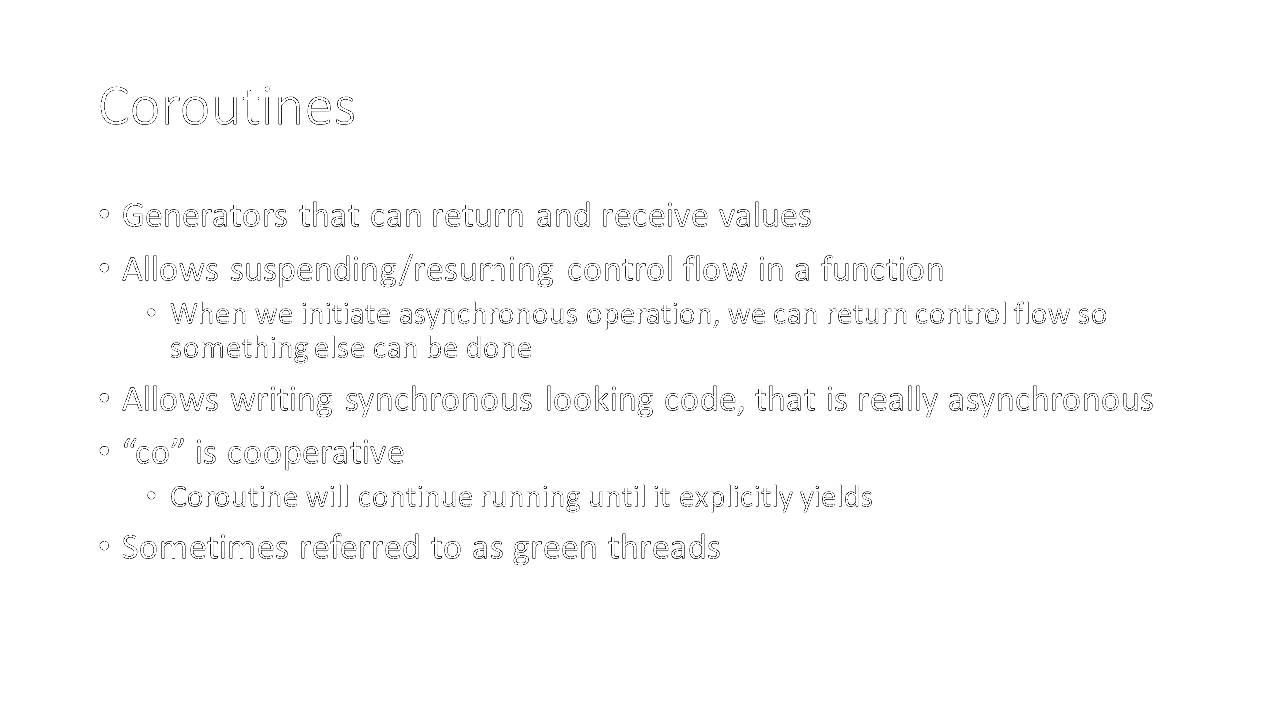 Coroutines
• Generators that can return and receive values
• Allows suspending/resuming control flow in a function
• When we initiate asynchronous operation, we can return control flow so
something else can be done
• Allows writing synchronous looking code, that is really asynchronous
• “co” is cooperative
• Coroutine will continue running until it explicitly yields
• Sometimes referred to as green threads